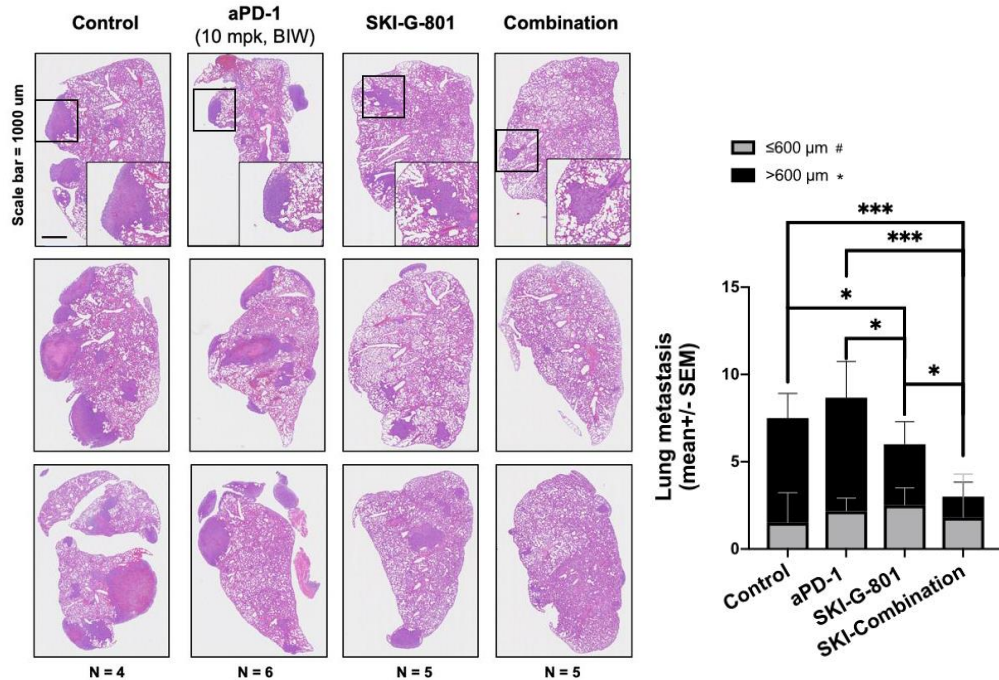 Control
aPD-1
(10 mpk, BIW)
SKI-G-801
Combination
Scale bar = 1000 um
N = 4
N = 6
N = 5
N = 5
≤600 μm #
>600 μm *
***
***
*
*
*
15
10
5
0
Lung metastasis
(mean+/- SEM)
Control
aPD-1
SKI-G-801
SKI-Combination